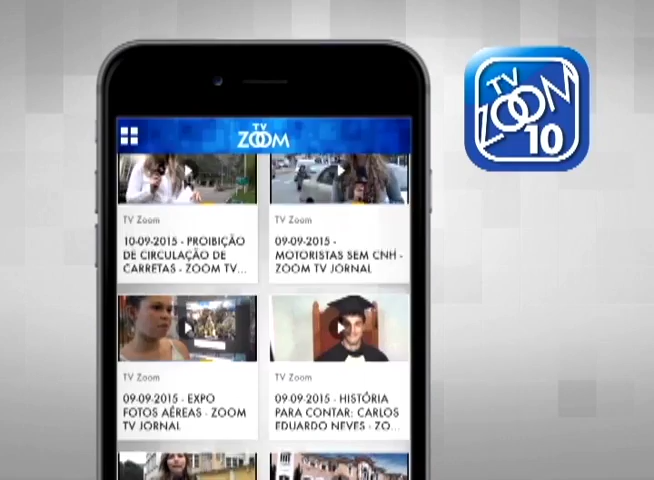 TV
ZOOM
TV
ZOOM
10
TV Zoom
10-09-2015 - PROIBIÇÃO
DE CIRCULAÇÃO DE
CARRETAS - ZOOM TV...
TV Zoom
09-09-2015 -
MOTORISTAS SEM CNH -
ZOOM TV JORNAL
TV Zoom
09-09-2015 - EXPO
FOTOS AÉREAS - ZOOM
TV JORNAL
TV Zoom
09-09-2015 - HISTÓRIA
PARA CONTAR: CARLOS
EDUARDO NEVES - ZO...